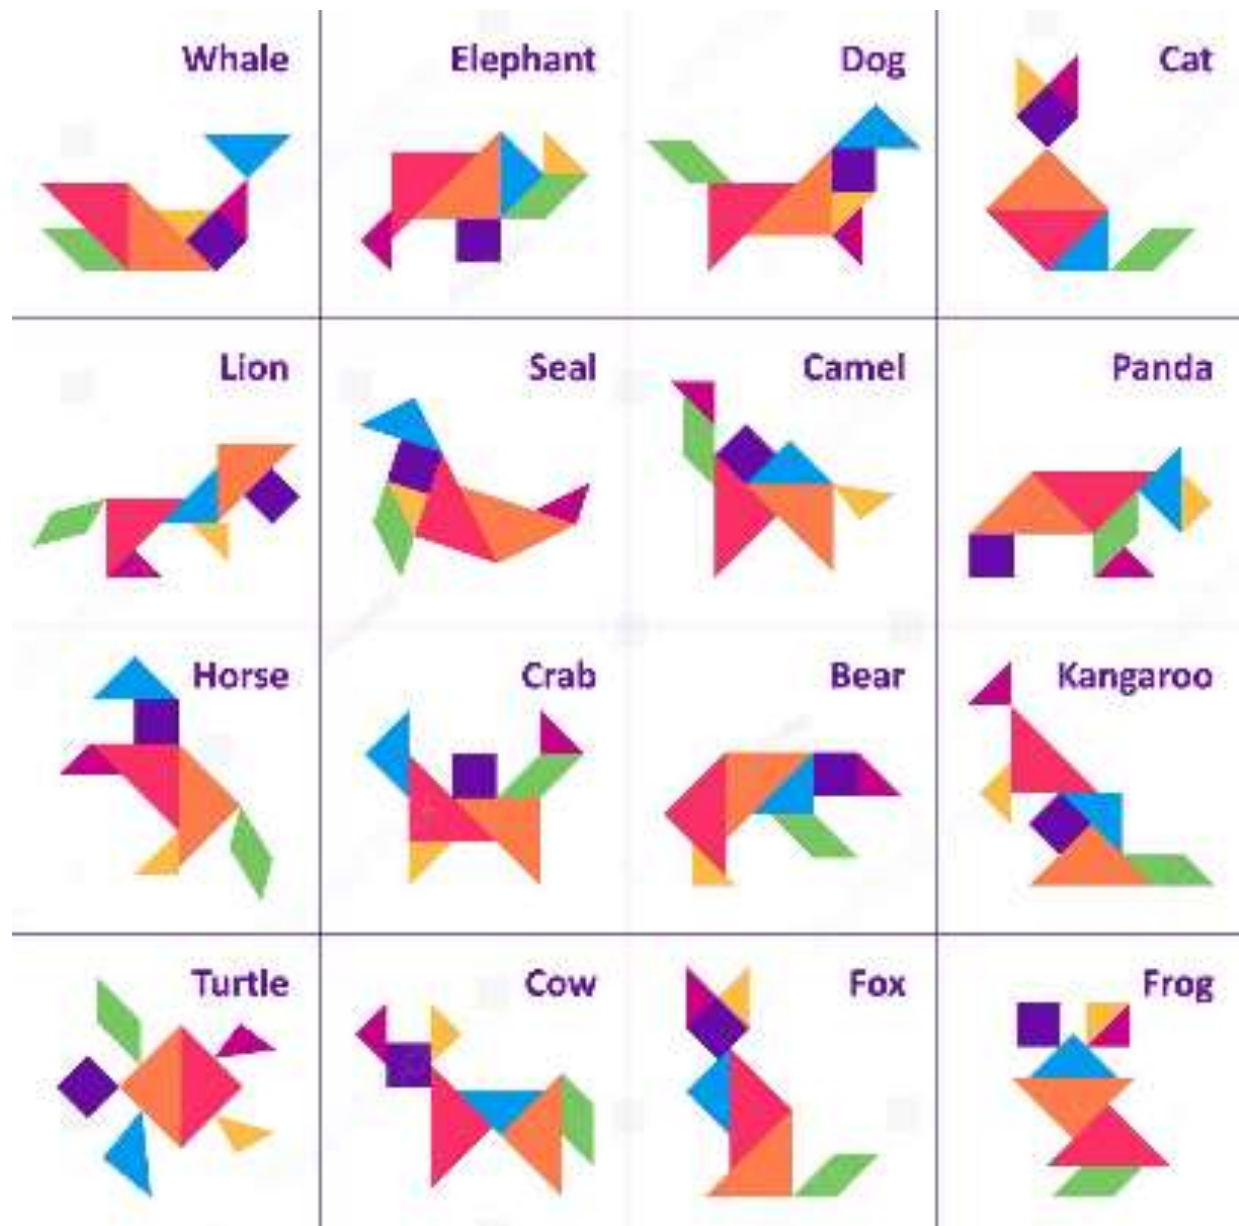 Whale
Elephant
Dog
Cat
Lion
Seal
Camel
Panda
Horse
Crab
Bear
Kangaroo
Turtle
Cow
Fox
Frog